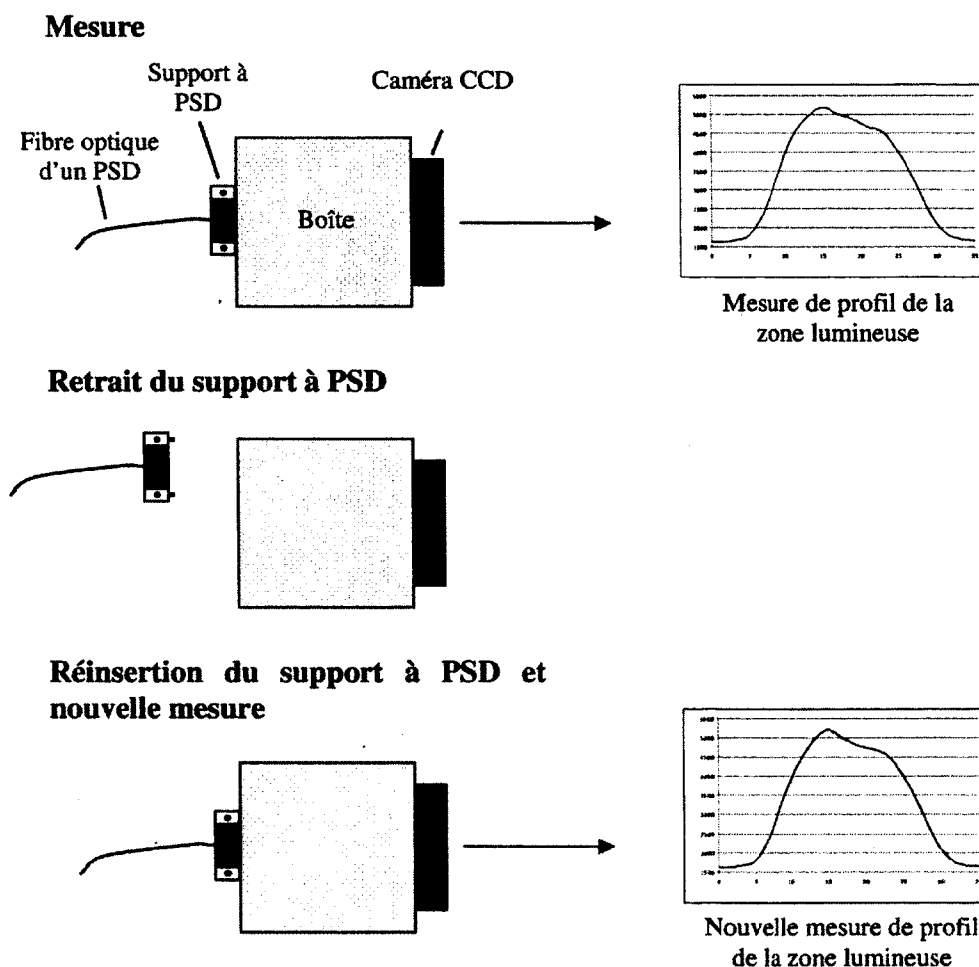 Mesure
Support à
PSD
Caméra CCD
Fibre optique
d'un PSD
Boîte
Mesure de profil de la
zone lumineuse
Retrait du support à PSD
Réinsertion du support à PSD et
nouvelle mesure
Nouvelle mesure de profil
de la zone lumineuse